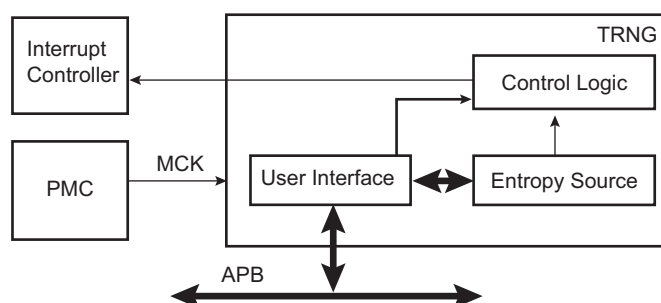 Interrupt
Controller
TRNG
Control Logic
PMC
MCK
User Interface
Entropy Source
APB